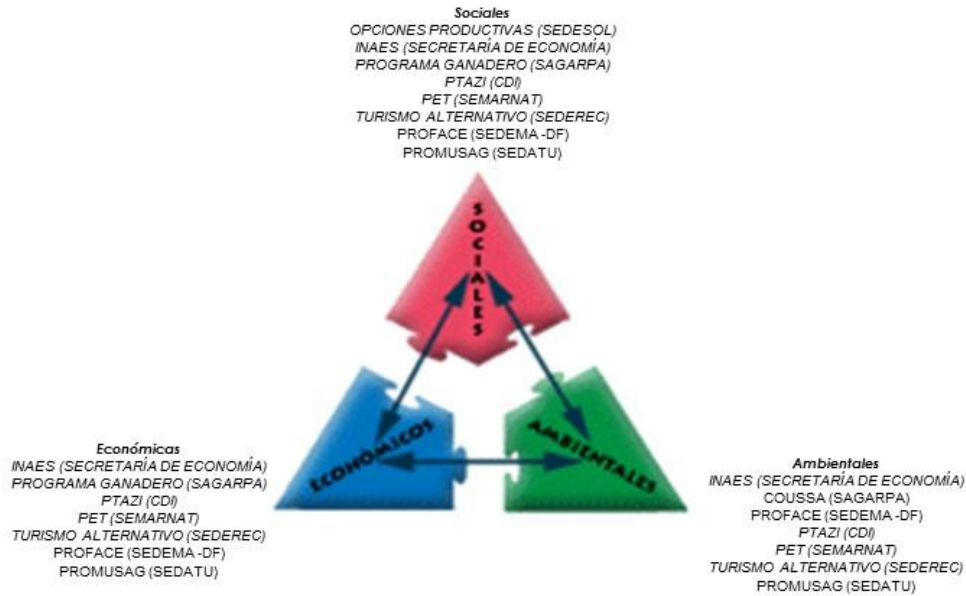 Sociales
OPCIONES PRODUCTIVAS (SEDESOL)
INAES (SECRETARÍA DE ECONOMÍA)
PROGRAMA GANADERO (SAGARPA)
PTAZI (CDI)
PET (SEMARNAT)
TURISMO ALTERNATIVO (SEDEREC)
PROFACE (SEDEMA -DF)
PROMUSAG (SEDATU)
SOCIALES
ECONÓMICOS
AMBIENTALES
Económicas
INAES (SECRETARÍA DE ECONOMÍA)
PROGRAMA GANADERO (SAGARPA)
PTAZI (CDI)
PET (SEMARNAT)
TURISMO ALTERNATIVO (SEDEREC)
PROFACE (SEDEMA -DF)
PROMUSAG (SEDATU)
Ambientales
INAES (SECRETARÍA DE ECONOMÍA)
COUSSA (SAGARPA)
PROFACE (SEDEMA -DF)
PTAZI (CDI)
PET (SEMARNAT)
TURISMO ALTERNATIVO (SEDEREC)
PROMUSAG (SEDATU)